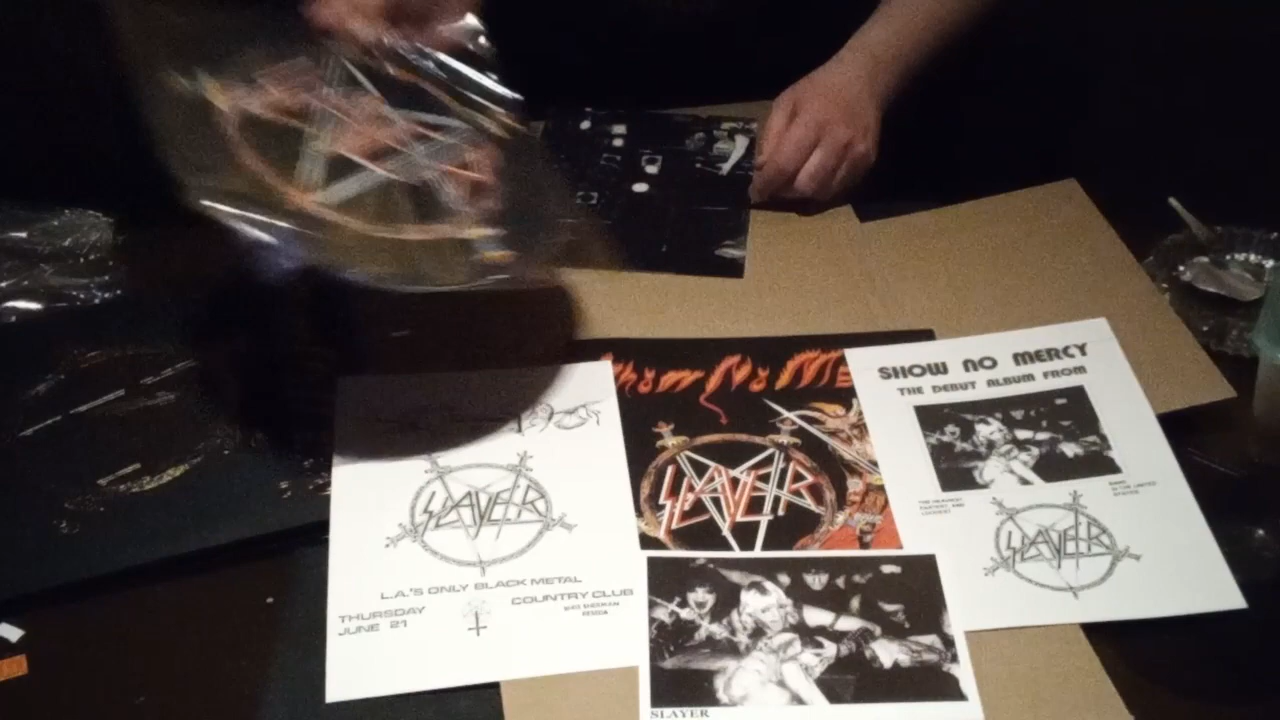 Show No Me
SLAYER
SLAYER
L.A.'S ONLY BLACK METAL
THURSDAY
JUNE 21
COUNTRY CLUB
RESEDA
SHOW NO MERCY
THE DEBUT ALBUM FROM
SLAYER
SLAYER